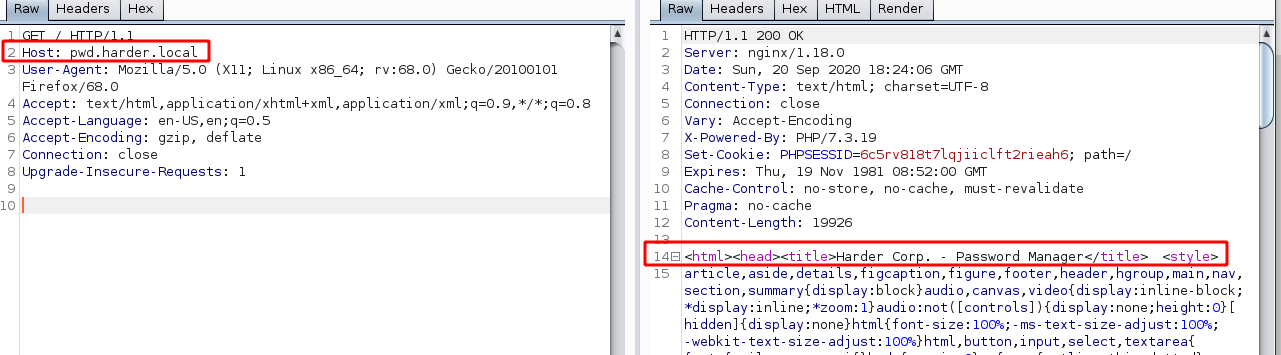 Raw Headers Hex
1 GET / HTTP/1.1
2 Host: pwd.harder.local
3 User-Agent: Mozilla/5.0 (X11; Linux x86_64; rv:68.0) Gecko/20100101
Firefox/68.0
4 Accept: text/html,application/xhtml+xml,application/xml;q=0.9,*/*;q=0.8
5 Accept-Language: en-US,en;q=0.5
6 Accept-Encoding: gzip, deflate
7 Connection: close
8 Upgrade-Insecure-Requests: 1
9
10
Raw Headers Hex HTML Render
1 HTTP/1.1 200 OK
2 Server: nginx/1.18.0
3 Date: Sun, 20 Sep 2020 18:24:06 GMT
4 Content-Type: text/html; charset=UTF-8
5 Connection: close
6 Vary: Accept-Encoding
7 X-Powered-By: PHP/7.3.19
8 Set-Cookie: PHPSESSID=6c5rv818t7lqjiiclft2rieah6; path=/
9 Expires: Thu, 19 Nov 1981 08:52:00 GMT
10 Cache-Control: no-store, no-cache, must-revalidate
11 Pragma: no-cache
12 Content-Length: 19926
13
14 <html><head><title>Harder Corp. - Password Manager</title> <style>
15 article,aside,details,figcaption,figure,footer,header,hgroup,main,nav,
section,summary{display:block}audio,canvas,video{display:inline-block;
*display:inline;*zoom:1}audio:not([controls]){display:none;height:0}[
hidden]{display:none}html{font-size:100%;-ms-text-size-adjust:100%;
-webkit-text-size-adjust:100%}html,button,input,select,textarea{